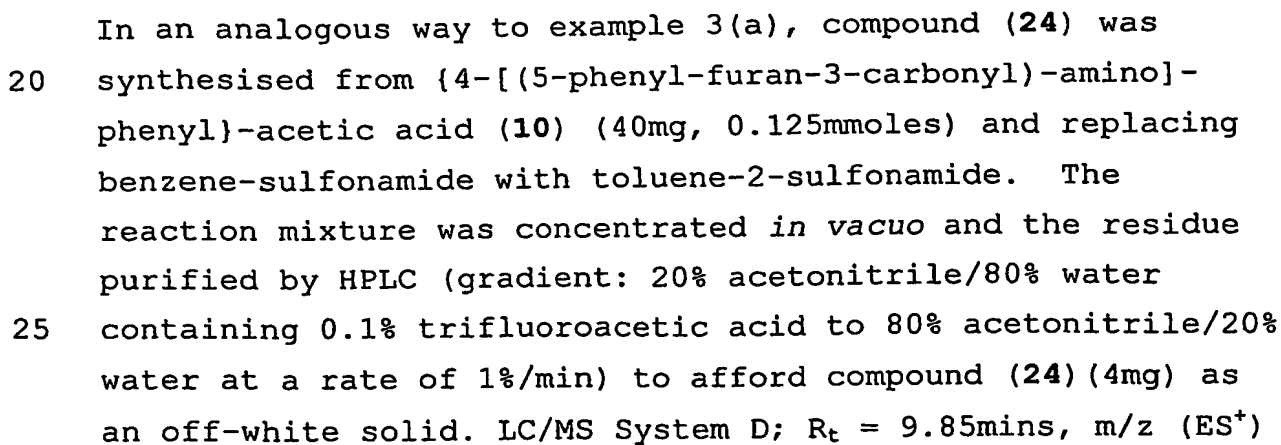 In an analogous way to example 3(a), compound (24) was
20 synthesised from {4-[(5-phenyl-furan-3-carbonyl)-amino]-
phenyl}-acetic acid (10) (40mg, 0.125mmoles) and replacing
benzene-sulfonamide with toluene-2-sulfonamide. The
reaction mixture was concentrated in vacuo and the residue
purified by HPLC (gradient: 20% acetonitrile/80% water
25 containing 0.1% trifluoroacetic acid to 80% acetonitrile/20%
water at a rate of 1%/min) to afford compound (24)(4mg) as
an off-white solid. LC/MS System D; Rt = 9.85mins, m/z (ES+)